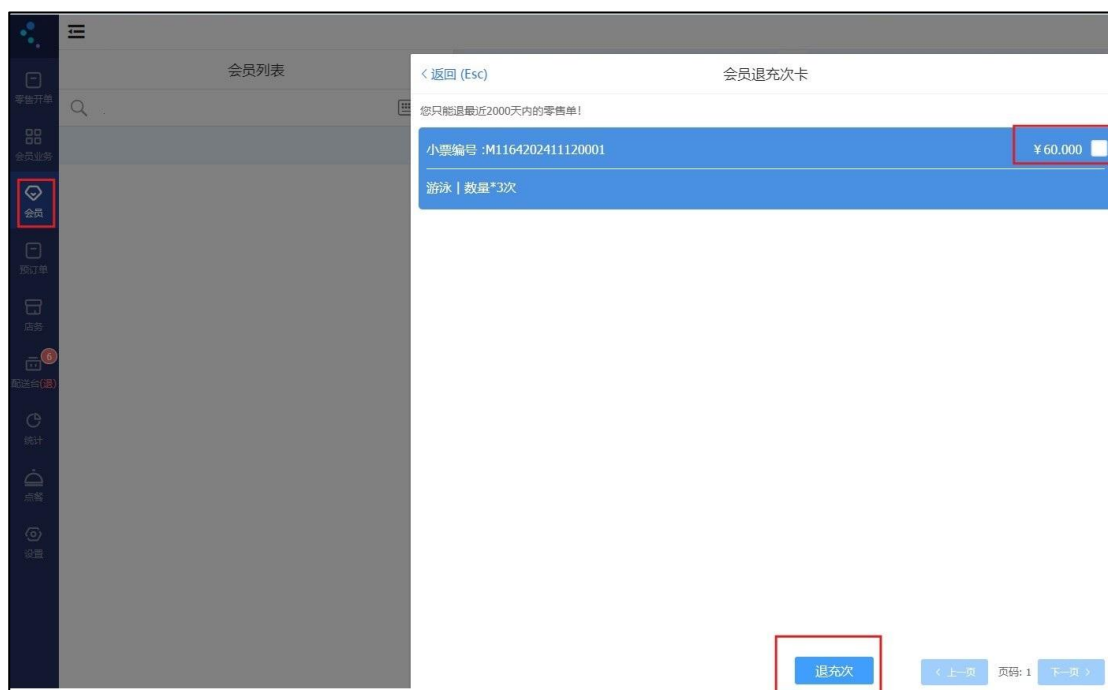 零售开单
会员业务
会员
预订单
店务
6
配送台(退)
统计
点餐
设置
会员列表
< 返回 (Esc)
会员退充次卡
您只能退最近2000天内的零售单!
小票编号 :M1164202411120001
¥60.000
游泳 | 数量*3次
退充次
< 上一页
页码: 1
下一页 >